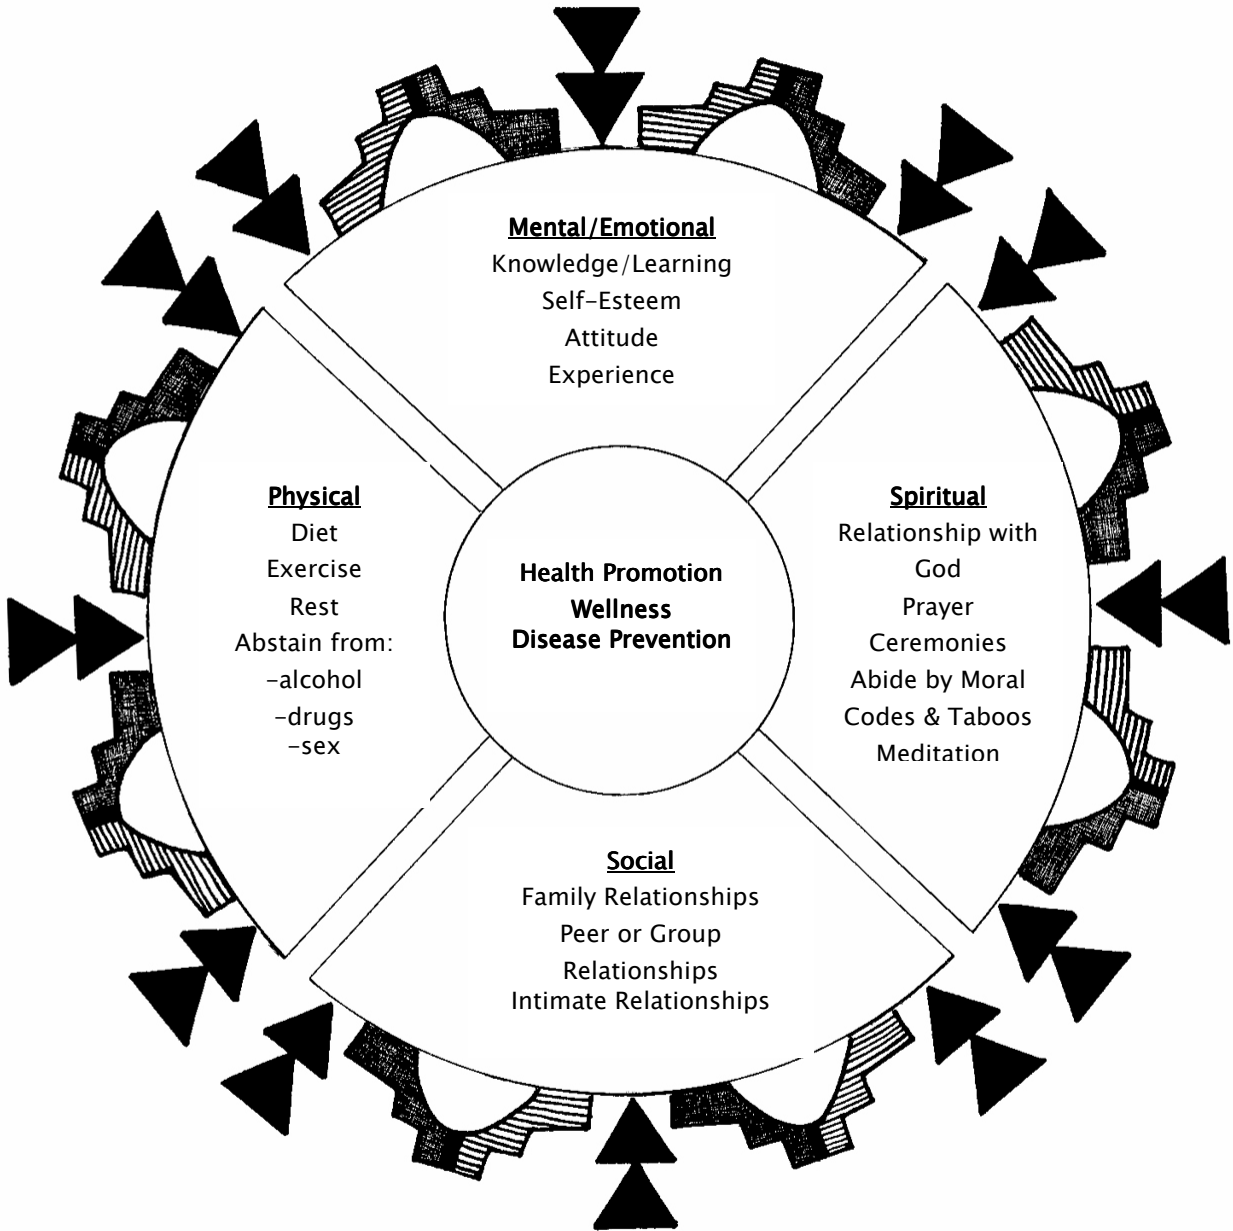 Mental/Emotional
Knowledge/Learning
Self-Esteem
Attitude
Experience
Physical
Diet
Exercise
Rest
Abstain from:
-alcohol
-drugs
-sex
Health Promotion
Wellness
Disease Prevention
Spiritual
Relationship with
God
Prayer
Ceremonies
Abide by Moral
Codes & Taboos
Meditation
Social
Family Relationships
Peer or Group
Relationships
Intimate Relationships